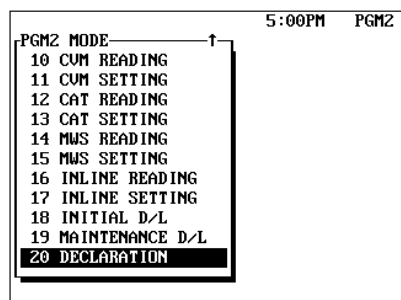 5:00PM PGM2
PGM2 MODE ↑
10 CVM READING
11 CVM SETTING
12 CAT READING
13 CAT SETTING
14 MWS READING
15 MWS SETTING
16 INLINE READING
17 INLINE SETTING
18 INITIAL D/L
19 MAINTENANCE D/L
20 DECLARATION